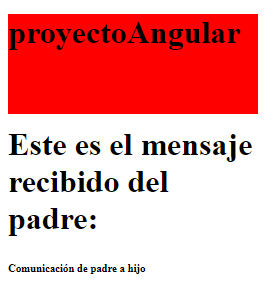 proyectoAngular
Este es el mensaje
recibido del
padre:
Comunicación de padre a hijo